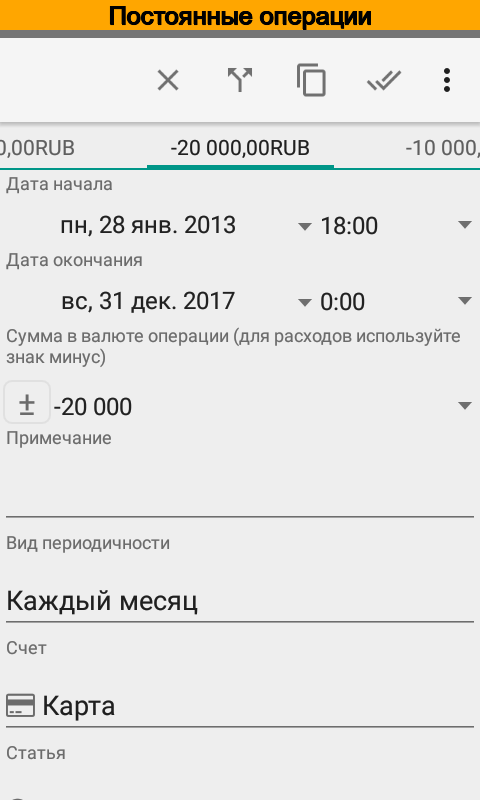 Постоянные операции
0,00RUB -20 000,00RUB -10 000,
Дата начала
пн, 28 янв. 2013 18:00
Дата окончания
вс, 31 дек. 2017 0:00
Сумма в валюте операции (для расходов используйте
знак минус)
± -20 000
Примечание
Вид периодичности
Каждый месяц
Счет
Карта
Статья